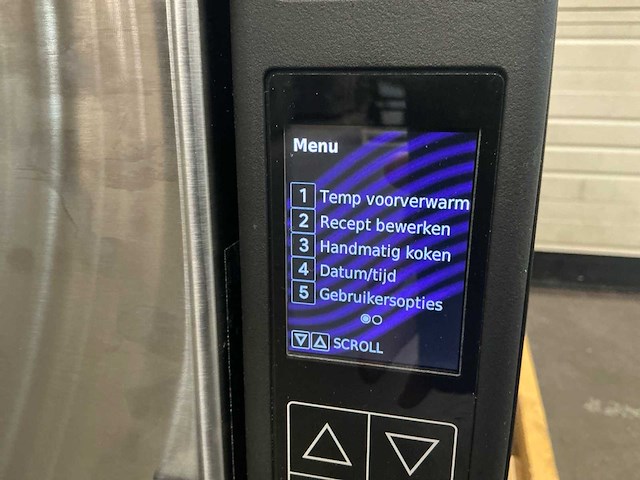 Menu
1 Temp voorverwarm
2 Recept bewerken
3 Handmatig koken
4 Datum/tijd
5 Gebruikersopties
SCROLL